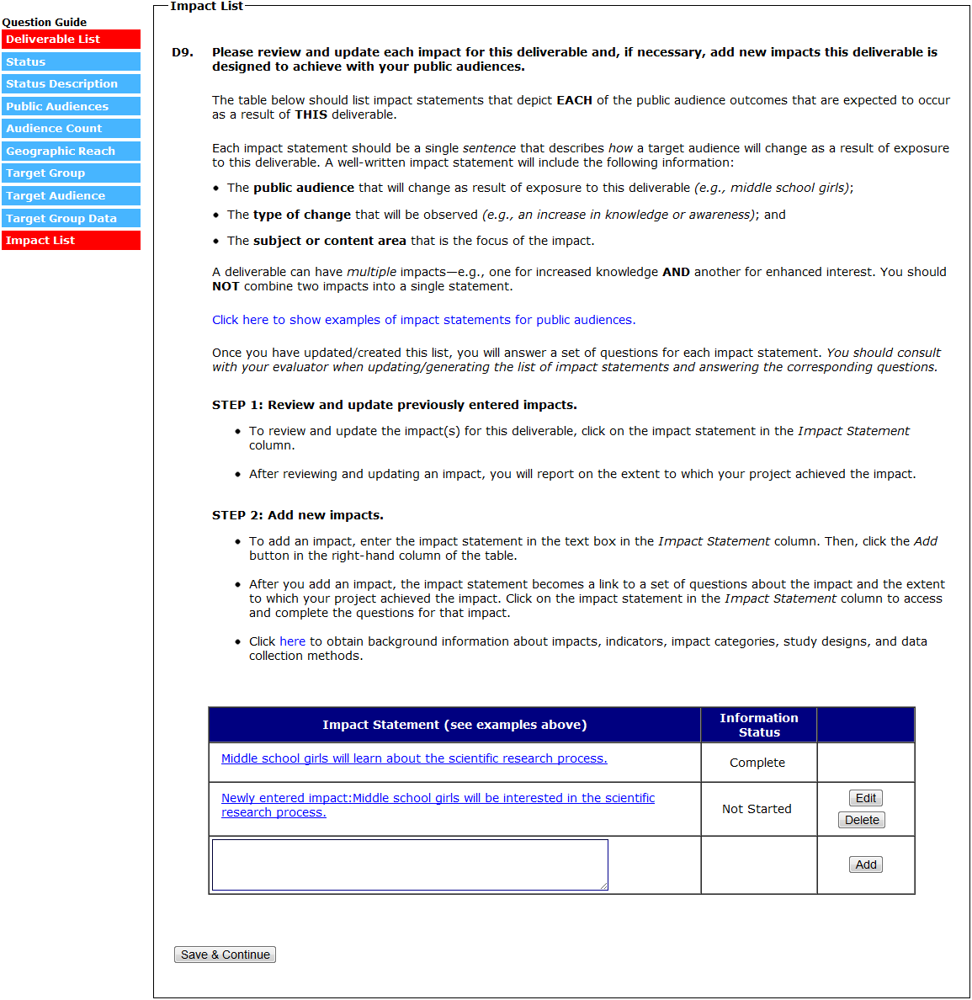 Impact List
Question Guide
Deliverable List
Status
Status Description
Public Audiences
Audience Count
Geographic Reach
Target Group
Target Audience
Target Group Data
Impact List
D9. Please review and update each impact for this deliverable and, if necessary, add new impacts this deliverable is
designed to achieve with your public audiences.
The table below should list impact statements that depict EACH of the public audience outcomes that are expected to occur
as a result of THIS deliverable.
Each impact statement should be a single sentence that describes how a target audience will change as a result of exposure
to this deliverable. A well-written impact statement will include the following information:
• The public audience that will change as result of exposure to this deliverable (e.g., middle school girls);
• The type of change that will be observed (e.g., an increase in knowledge or awareness); and
• The subject or content area that is the focus of the impact.
A deliverable can have multiple impacts—e.g., one for increased knowledge AND another for enhanced interest. You should
NOT combine two impacts into a single statement.
Click here to show examples of impact statements for public audiences.
Once you have updated/created this list, you will answer a set of questions for each impact statement. You should consult
with your evaluator when updating/generating the list of impact statements and answering the corresponding questions.
STEP 1: Review and update previously entered impacts.
• To review and update the impact(s) for this deliverable, click on the impact statement in the Impact Statement
column.
• After reviewing and updating an impact, you will report on the extent to which your project achieved the impact.
STEP 2: Add new impacts.
• To add an impact, enter the impact statement in the text box in the Impact Statement column. Then, click the Add
button in the right-hand column of the table.
• After you add an impact, the impact statement becomes a link to a set of questions about the impact and the extent
to which your project achieved the impact. Click on the impact statement in the Impact Statement column to access
and complete the questions for that impact.
• Click here to obtain background information about impacts, indicators, impact categories, study designs, and data
collection methods.
Impact Statement (see examples above)
Information
Status
Middle school girls will learn about the scientific research process.
Complete
Newly entered impact:Middle school girls will be interested in the scientific
research process.
Not Started
Edit
Delete
Add
Save & Continue